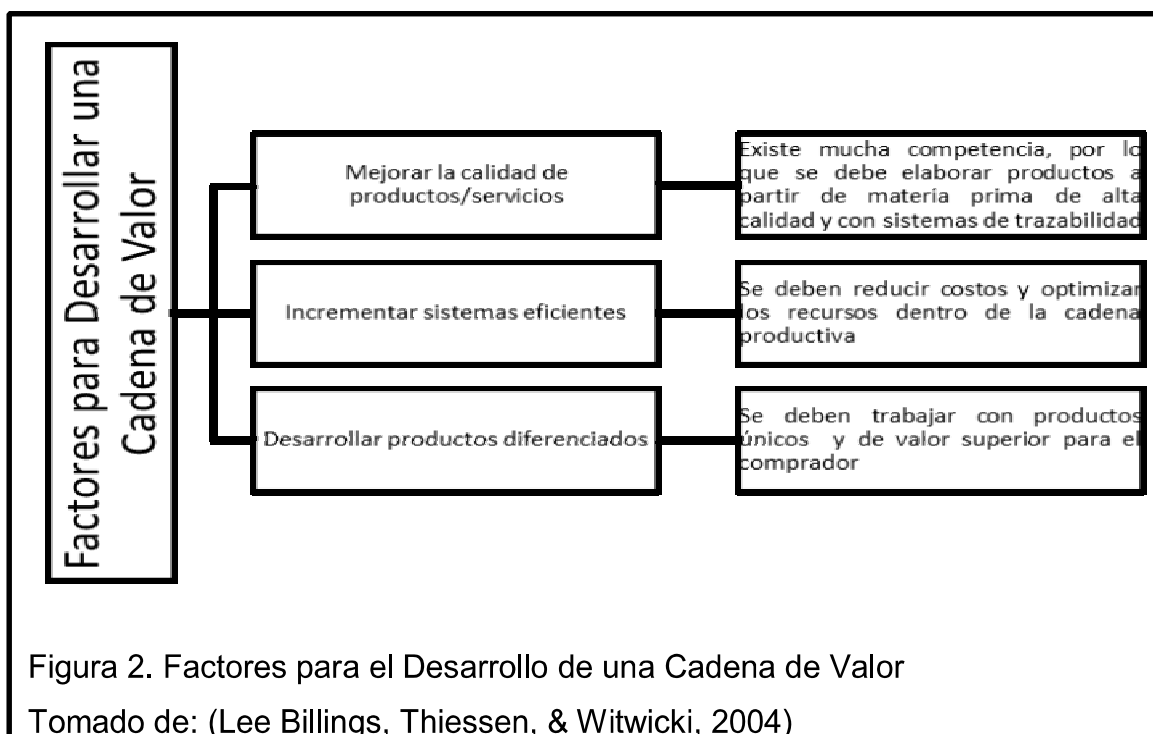 Factores para Desarrollar una
Cadena de Valor
Mejorar la calidad de
productos/servicios
Existe mucha competencia, por lo
que se debe elaborar productos a
partir de materia prima de alta
calidad y con sistemas de trazabilidad
Incrementar sistemas eficientes
Se deben reducir costos y optimizar
los recursos dentro de la cadena
productiva
Desarrollar productos diferenciados
Se deben trabajar con productos
únicos y de valor superior para el
comprador
Figura 2. Factores para el Desarrollo de una Cadena de Valor
Tomado de: (Lee Billings, Thiessen, & Witwicki, 2004)